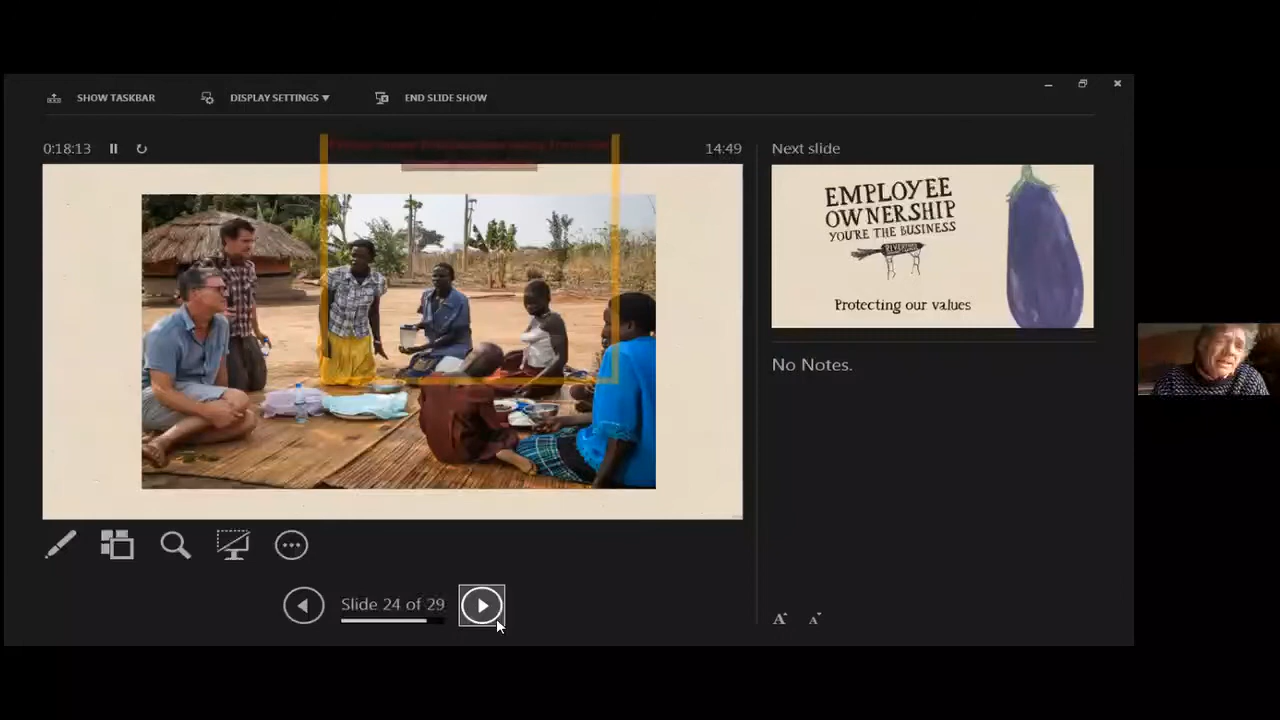 SHOW TASKBAR
DISPLAY SETTINGS
END SLIDE SHOW
0:18:13
14:49
Next slide
EMPLOYEE
OWNERSHIP
YOU'RE THE BUSINESS
RIVERFORD
Protecting our values
No Notes.
Slide 24 of 29
A A